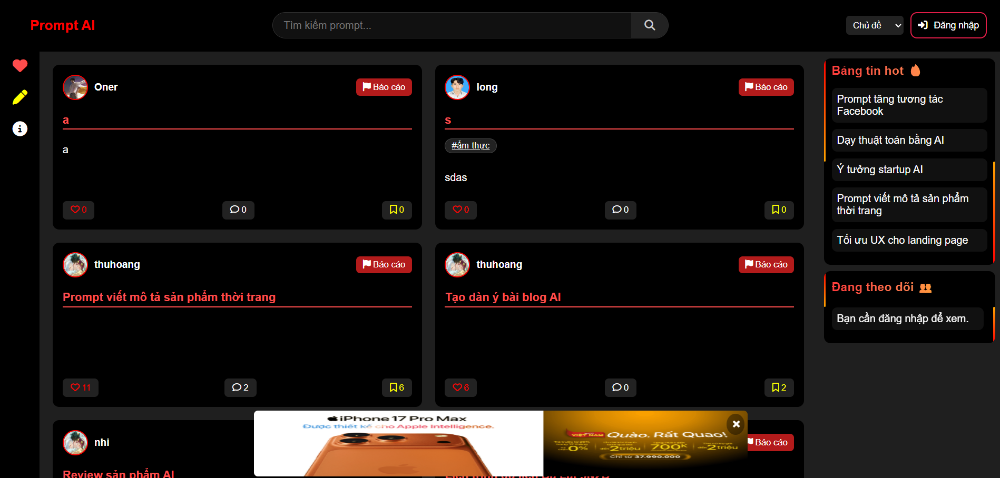 Prompt AI
Tìm kiếm prompt...
Chủ đề
Đăng nhập
Oner
Báo cáo
a
a
0
0
0
long
Báo cáo
s
#ẩm thực
sdas
0
0
0
thuhoang
Báo cáo
Prompt viết mô tả sản phẩm thời trang
11
2
6
thuhoang
Báo cáo
Tạo dàn ý bài blog AI
6
0
2
nhi
Review sản phẩm AI
Báo cáo
iPhone 17 Pro Max
Được thiết kế cho Apple Intelligence.
VIỆT NAM
Quào. Rất Quao!
0%
2triệu
700K
2triệu
Chỉ từ 37.990.000
Bảng tin hot
Prompt tăng tương tác
Facebook
Dạy thuật toán bằng AI
Ý tưởng startup AI
Prompt viết mô tả sản phẩm
thời trang
Tối ưu UX cho landing page
Đang theo dõi
Bạn cần đăng nhập để xem.